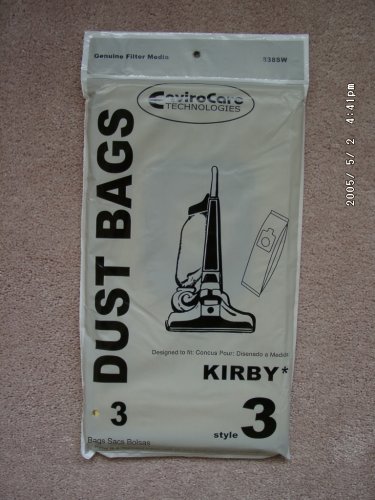 Genuine Filter Media
838SW
EnviroCare
TECHNOLOGIES
DUST BAGS
Designed to fit: Concus Pour: Disenado a Medida
KIRBY*
3
style 3
Bags Sacs Bolsas
2005/ 5/ 2 4:41pm